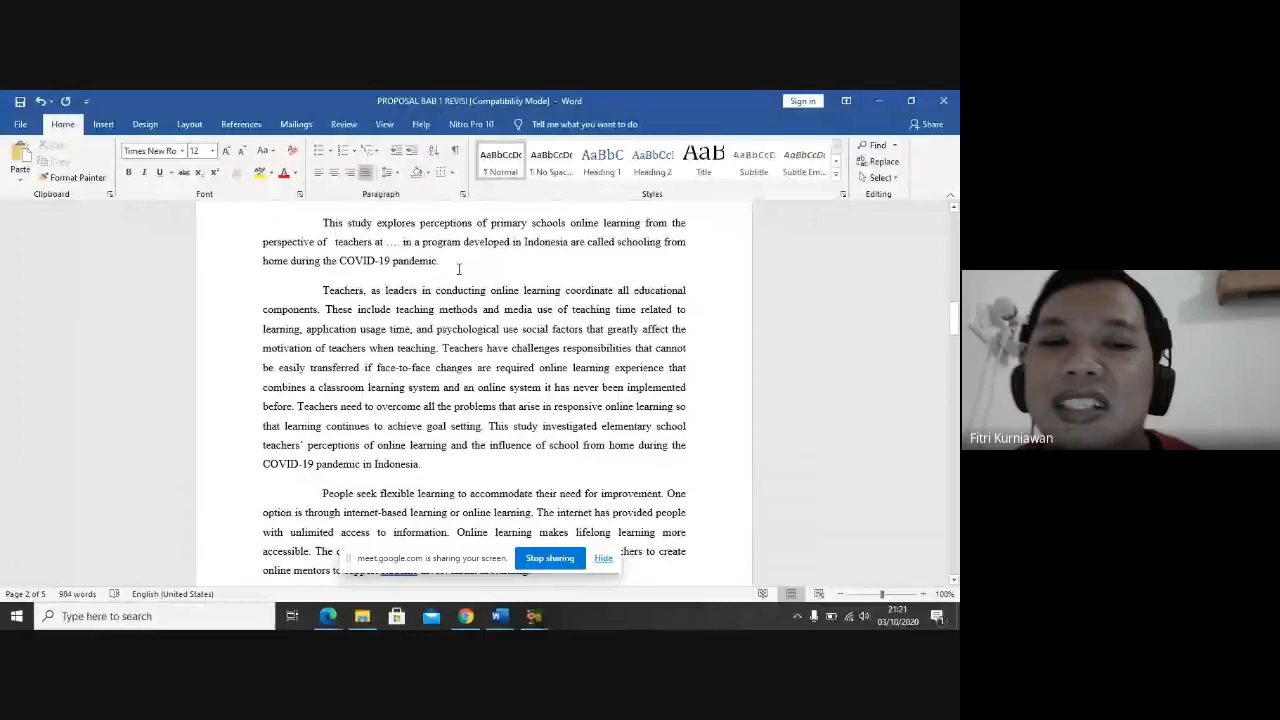 PROPOSAL BAB 1 REVISI [Compatibility Mode] - Word
Sign in
File Home Insert Design Layout References Mailings Review View Help Nitro Pro 10 Tell me what you want to do Share
Paste
Cut
Copy
Format Painter
Clipboard
Times New Ro 12
Font
Paragraph
AaBbCcDc AaBbCcDc AaBbC AaBbCcI AaB AaBbCcE AaBbCcDt
¶ Normal ¶ No Spac... Heading 1 Heading 2 Title Subtitle Subtle Em...
Styles
Find
Replace
Select
Editing
This study explores perceptions of primary schools online learning from the
perspective of teachers at …. in a program developed in Indonesia are called schooling from
home during the COVID-19 pandemic.
Teachers, as leaders in conducting online learning coordinate all educational
components. These include teaching methods and media use of teaching time related to
learning, application usage time, and psychological use social factors that greatly affect the
motivation of teachers when teaching. Teachers have challenges responsibilities that cannot
be easily transferred if face-to-face changes are required online learning experience that
combines a classroom learning system and an online system it has never been implemented
before. Teachers need to overcome all the problems that arise in responsive online learning so
that learning continues to achieve goal setting. This study investigated elementary school
teachers' perceptions of online learning and the influence of school from home during the
COVID-19 pandemic in Indonesia.
People seek flexible learning to accommodate their need for improvement. One
option is through internet-based learning or online learning. The internet has provided people
with unlimited access to information. Online learning makes lifelong learning more
accessible. The to create
online mentors to
meet.google.com is sharing your screen. Stop sharing Hide
Page 2 of 5 984 words English (United States) 100%
Type here to search
21:21
03/10/2020
Fitri Kurniawan